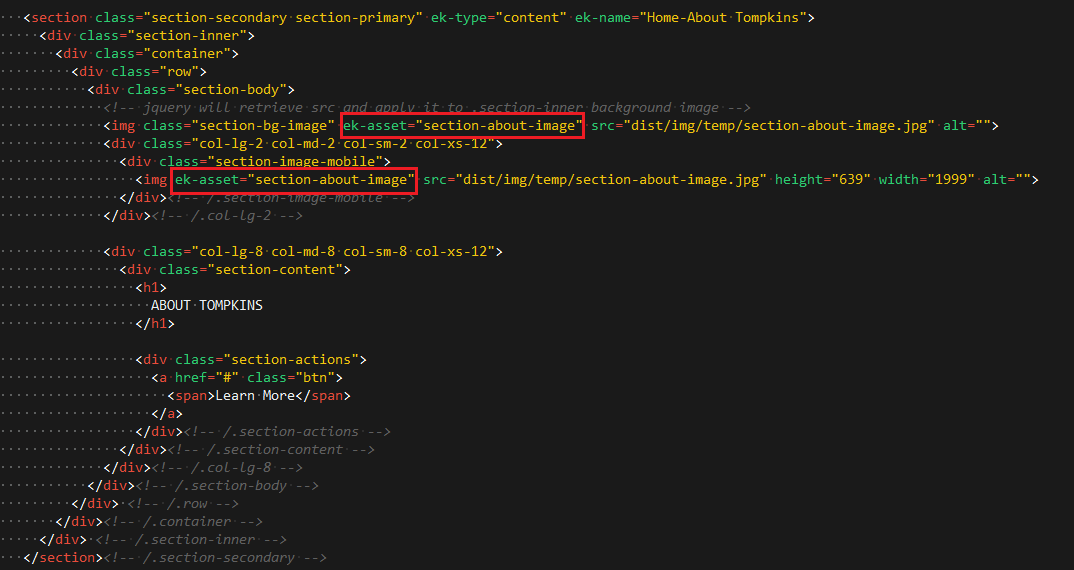 <section class="section-secondary section-primary" ek-type="content" ek-name="Home-About Tompkins">
<div class="section-inner">
<div class="container">
<div class="row">
<div class="section-body">
<!-- jquery will retrieve src and apply it to .section-inner background image -->
<img class="section-bg-image" ek-asset="section-about-image" src="dist/img/temp/section-about-image.jpg" alt="">
<div class="col-lg-2 col-md-2 col-sm-2 col-xs-12">
<div class="section-image-mobile">
<img ek-asset="section-about-image" src="dist/img/temp/section-about-image.jpg" height="639" width="1999" alt="">
</div><!-- /.section-image-mobile -->
</div><!-- /.col-lg-2 -->
<div class="col-lg-8 col-md-8 col-sm-8 col-xs-12">
<div class="section-content">
<h1>
ABOUT TOMPKINS
</h1>
<div class="section-actions">
<a href="#" class="btn">
<span>Learn More</span>
</a>
</div><!-- /.section-actions -->
</div><!-- /.section-content -->
</div><!-- /.col-lg-8 -->
</div><!-- /.section-body -->
</div> <!-- /.row -->
</div><!-- /.container -->
</div> <!-- /.section-inner -->
</section><!-- /.section-secondary -->